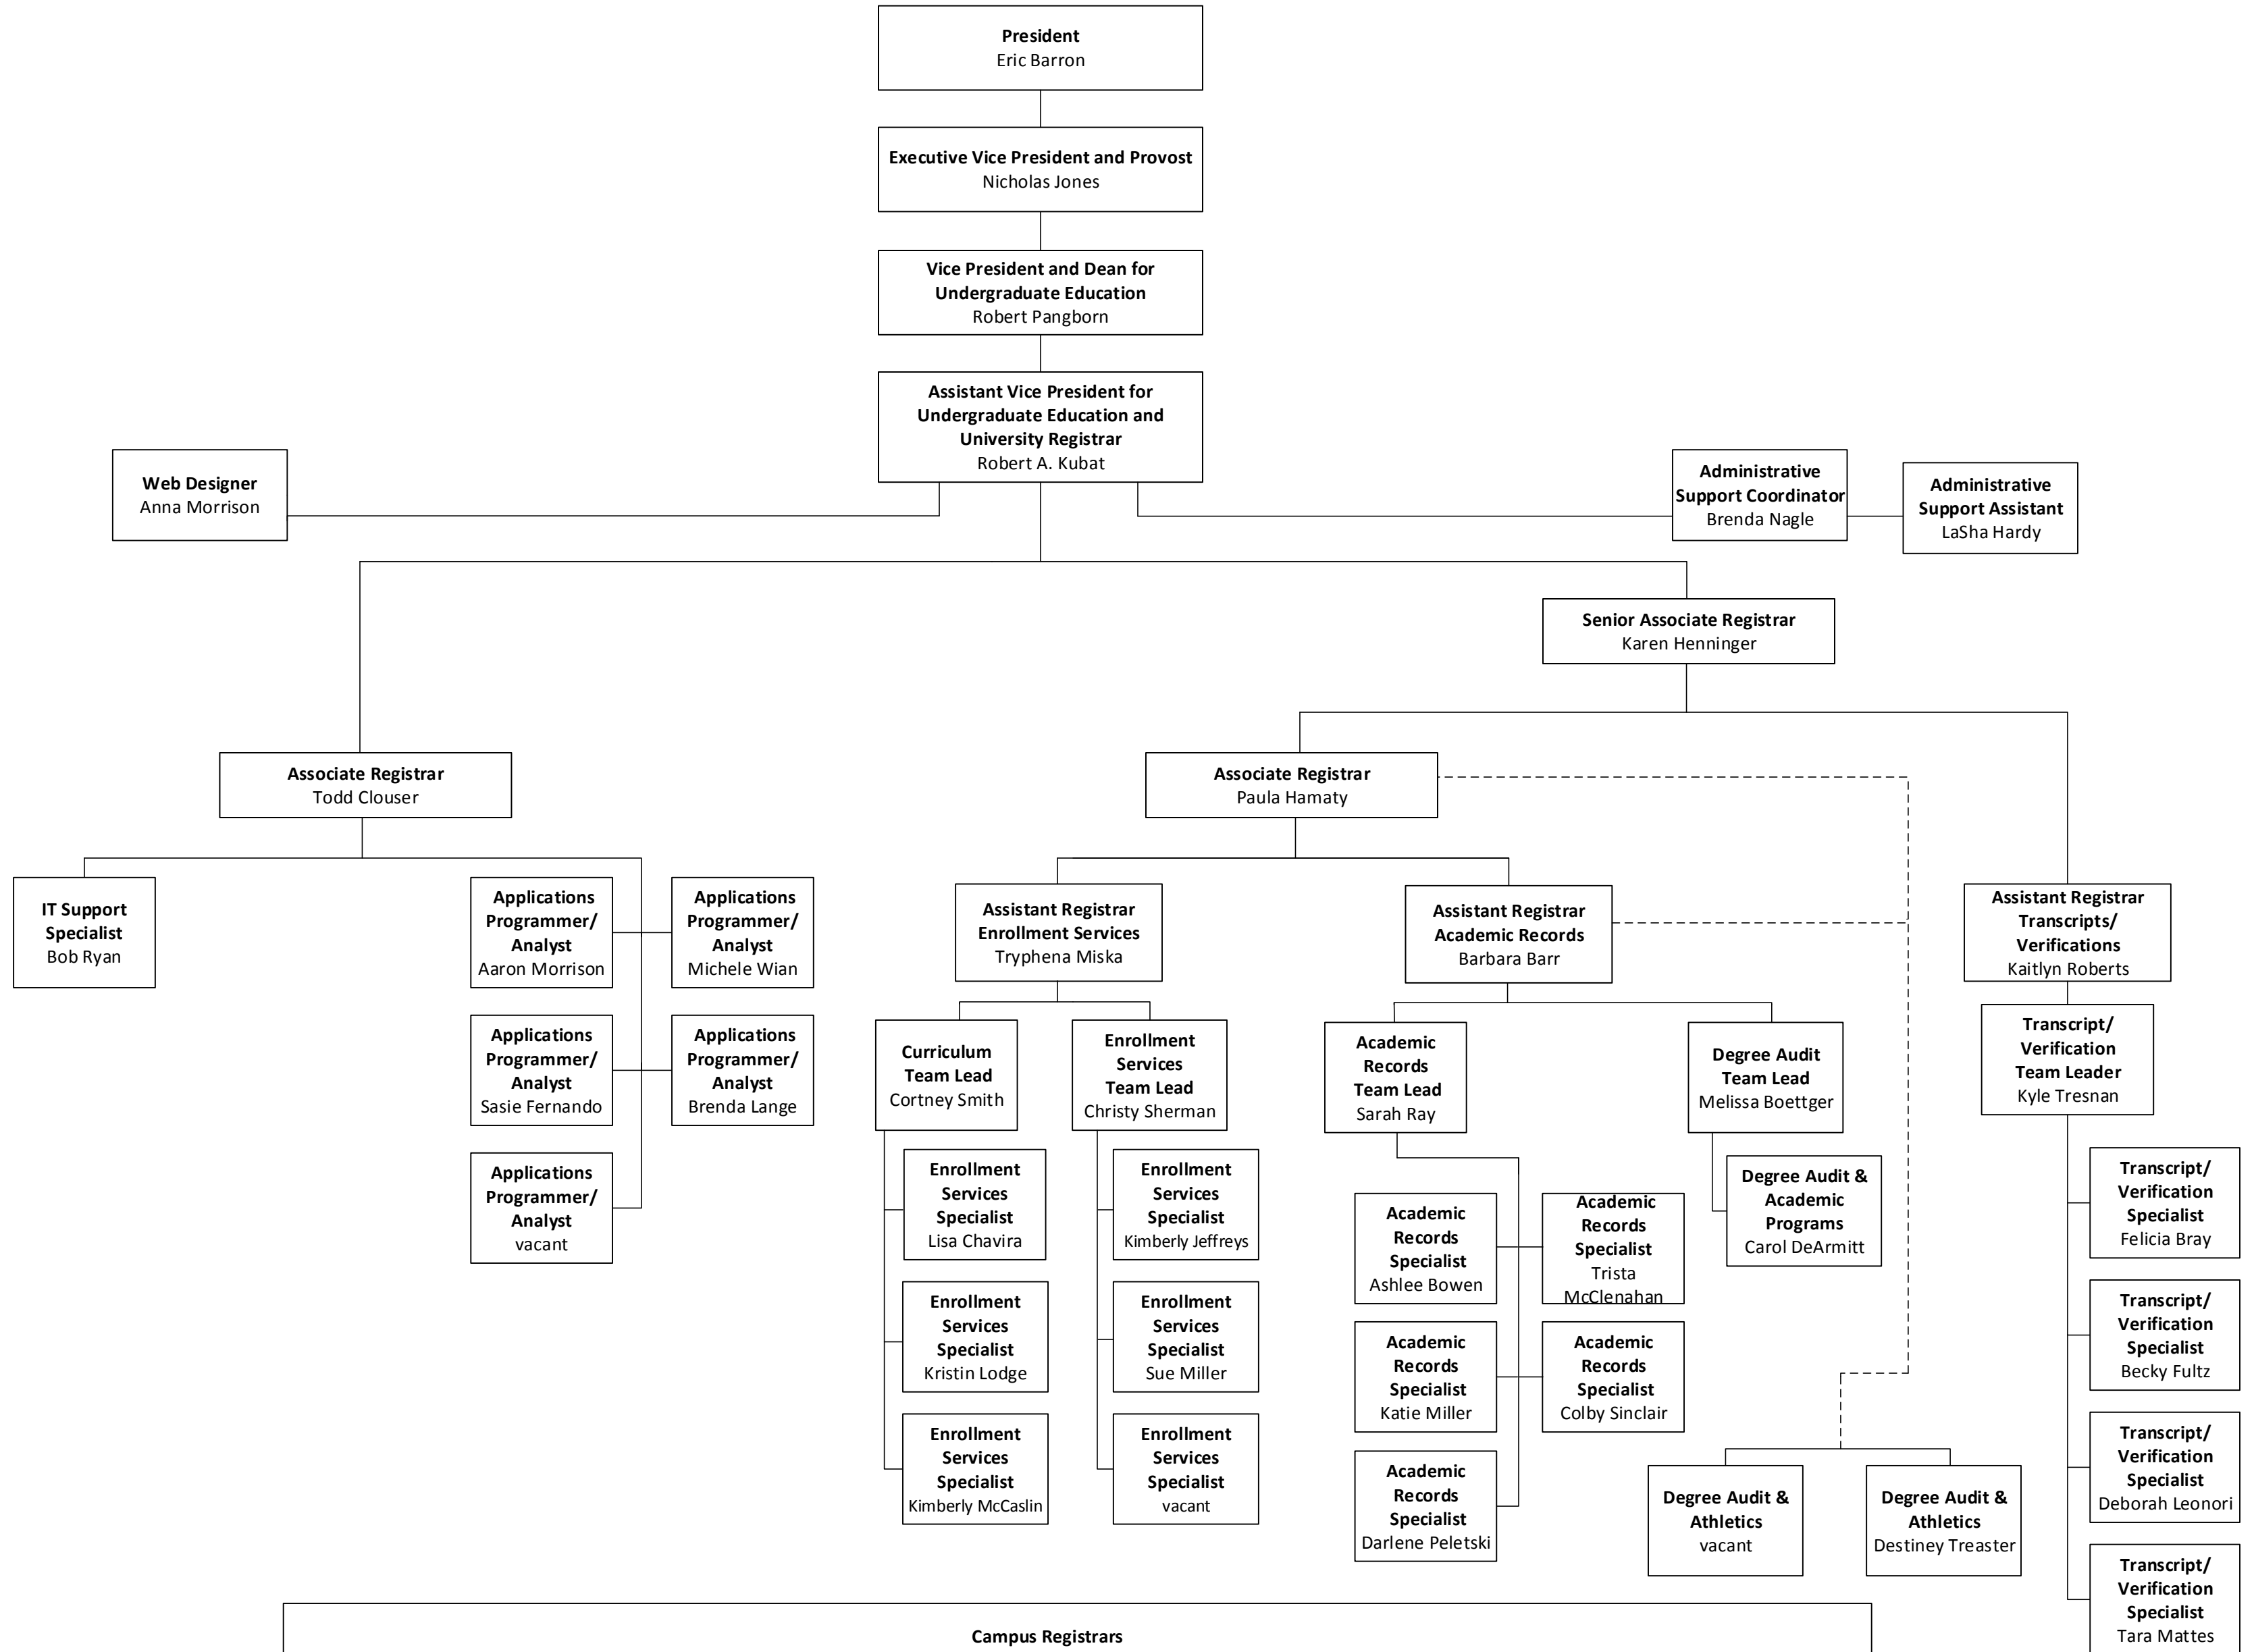 President
Eric Barron
Executive Vice President and Provost
Nicholas Jones
Vice President and Dean for
Undergraduate Education
Robert Pangborn
Assistant Vice President for
Undergraduate Education and
University Registrar
Robert A. Kubat
Web Designer
Anna Morrison
Administrative
Support Coordinator
Brenda Nagle
Administrative
Support Assistant
LaSha Hardy
Senior Associate Registrar
Karen Henninger
Associate Registrar
Todd Clouser
Associate Registrar
Paula Hamaty
IT Support
Specialist
Bob Ryan
Applications
Programmer/
Analyst
Aaron Morrison
Applications
Programmer/
Analyst
Michele Wian
Applications
Programmer/
Analyst
Sasie Fernando
Applications
Programmer/
Analyst
Brenda Lange
Applications
Programmer/
Analyst
vacant
Assistant Registrar
Enrollment Services
Tryphena Miska
Assistant Registrar
Academic Records
Barbara Barr
Assistant Registrar
Transcripts/
Verifications
Kaitlyn Roberts
Curriculum
Team Lead
Cortney Smith
Enrollment
Services
Team Lead
Christy Sherman
Academic
Records
Team Lead
Sarah Ray
Degree Audit
Team Lead
Melissa Boettger
Transcript/
Verification
Team Leader
Kyle Tresnan
Enrollment
Services
Specialist
Lisa Chavira
Enrollment
Services
Specialist
Kristin Lodge
Enrollment
Services
Specialist
Kimberly McCaslin
Enrollment
Services
Specialist
Kimberly Jeffreys
Enrollment
Services
Specialist
Sue Miller
Enrollment
Services
Specialist
vacant
Academic
Records
Specialist
Ashlee Bowen
Academic
Records
Specialist
Trista
McClenahan
Academic
Records
Specialist
Katie Miller
Academic
Records
Specialist
Colby Sinclair
Academic
Records
Specialist
Darlene Peletski
Degree Audit &
Academic
Programs
Carol DeArmitt
Degree Audit &
Athletics
vacant
Degree Audit &
Athletics
Destiney Treaster
Transcript/
Verification
Specialist
Felicia Bray
Transcript/
Verification
Specialist
Becky Fultz
Transcript/
Verification
Specialist
Deborah Leonori
Transcript/
Verification
Specialist
Tara Mattes
Campus Registrars